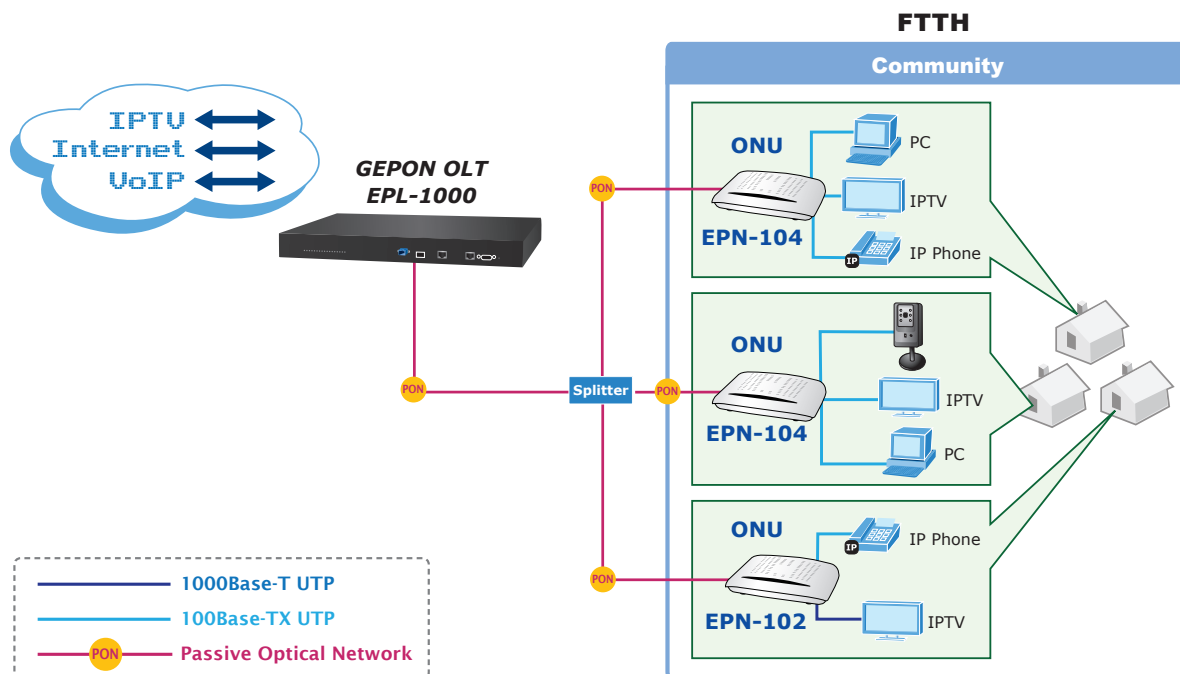 FTTH
Community
IPTV
Internet
VoIP
GEPON OLT
EPL-1000
PON
ONU
EPN-104
PC
IPTV
IP Phone
IP
PON
Splitter
PON
ONU
EPN-104
IPTV
PC
PON
ONU
EPN-102
IP Phone
IP
IPTV
1000Base-T UTP
100Base-TX UTP
PON Passive Optical Network